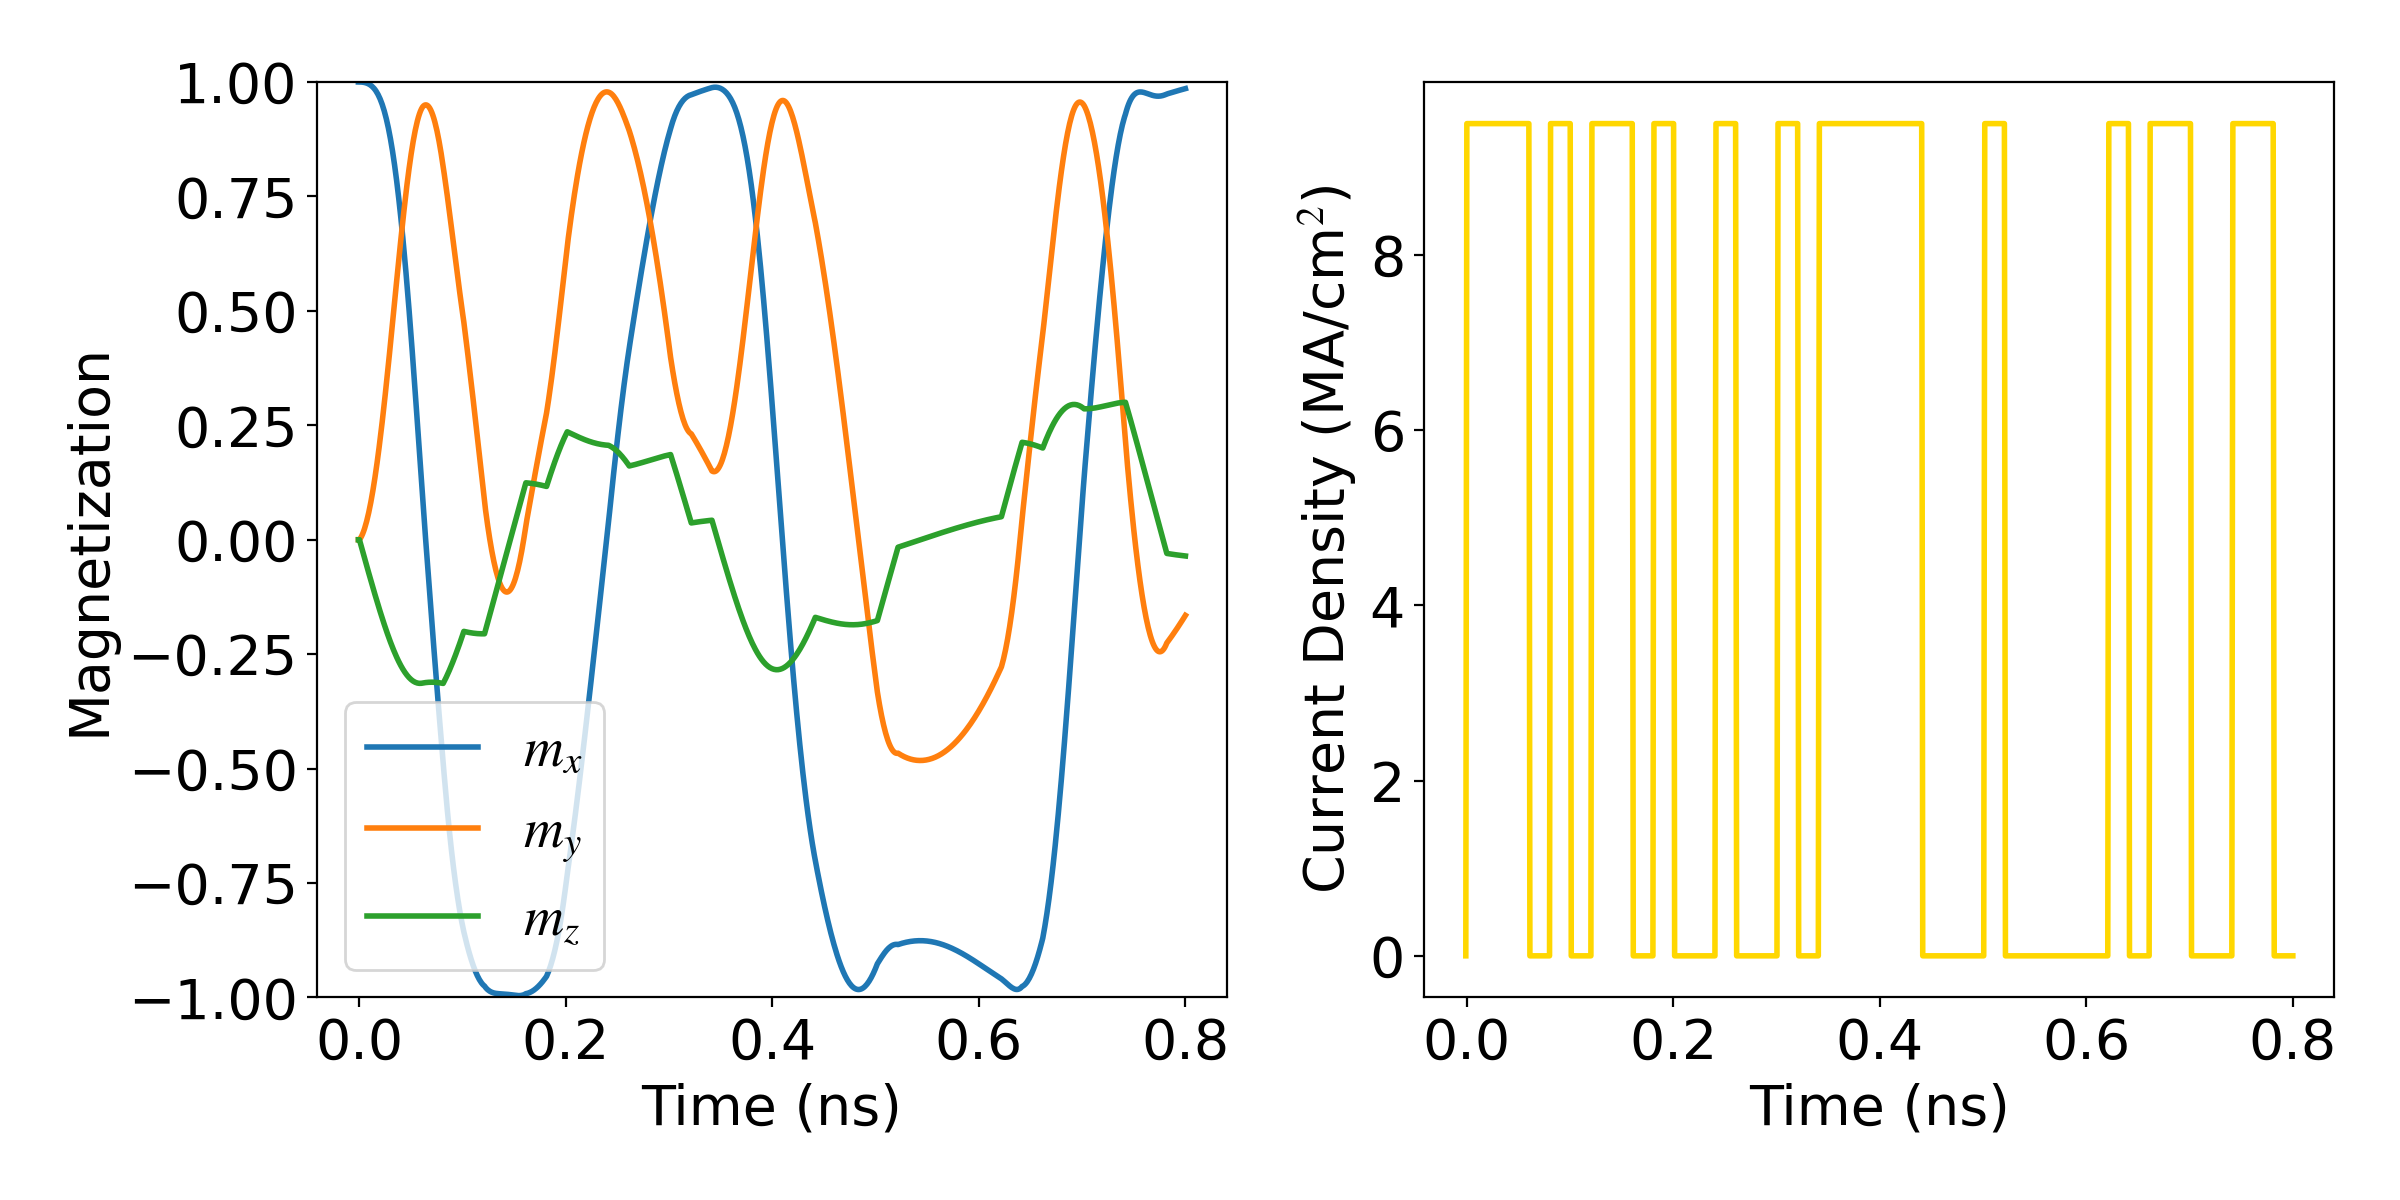 Magnetization
1.00
0.75
0.50
0.25
0.00
−0.25
−0.50
−0.75
−1.00
m_x
m_y
m_z
0.0 0.2 0.4 0.6 0.8
Time (ns)
Current Density (MA/cm²)
8
6
4
2
0
0.0 0.2 0.4 0.6 0.8
Time (ns)